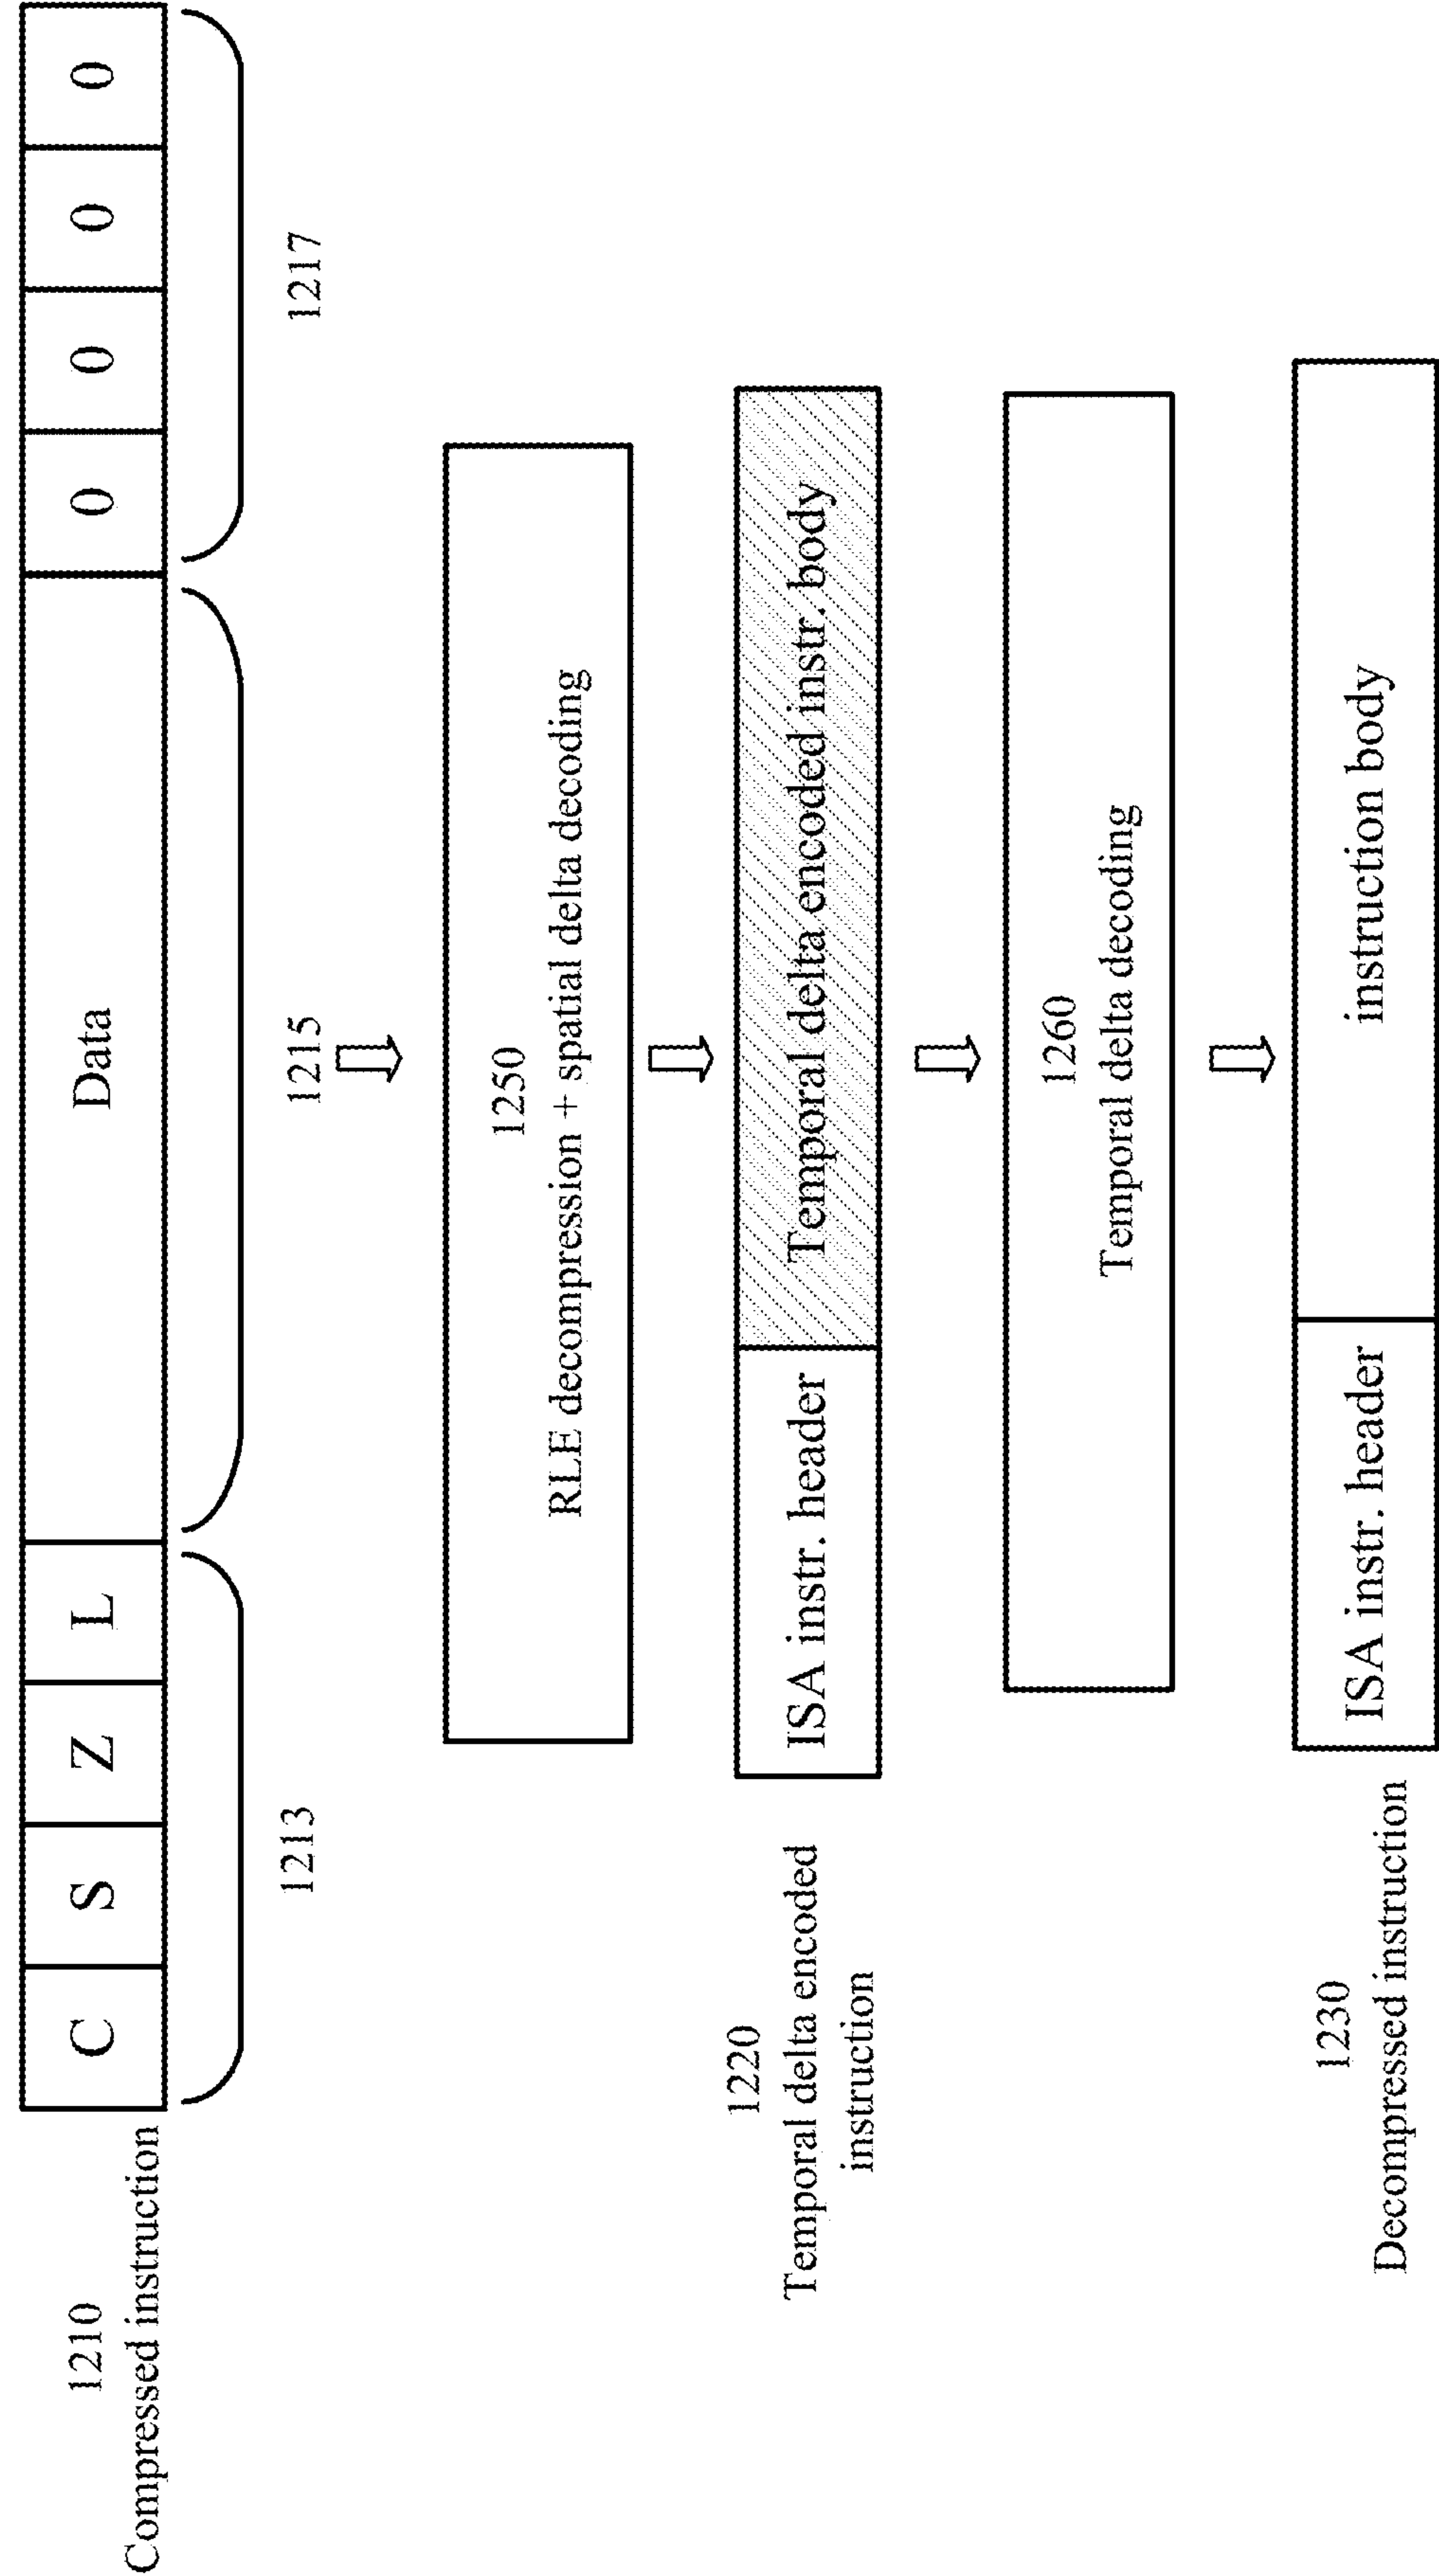 1210
Compressed instruction
C S Z L Data 0 0 0 0
1213 1215 1217
1250
RLE decompression + spatial delta decoding
1220
Temporal delta encoded
instruction
ISA instr. header Temporal delta encoded instr. body
1260
Temporal delta decoding
1230
Decompressed instruction
ISA instr. header instruction body